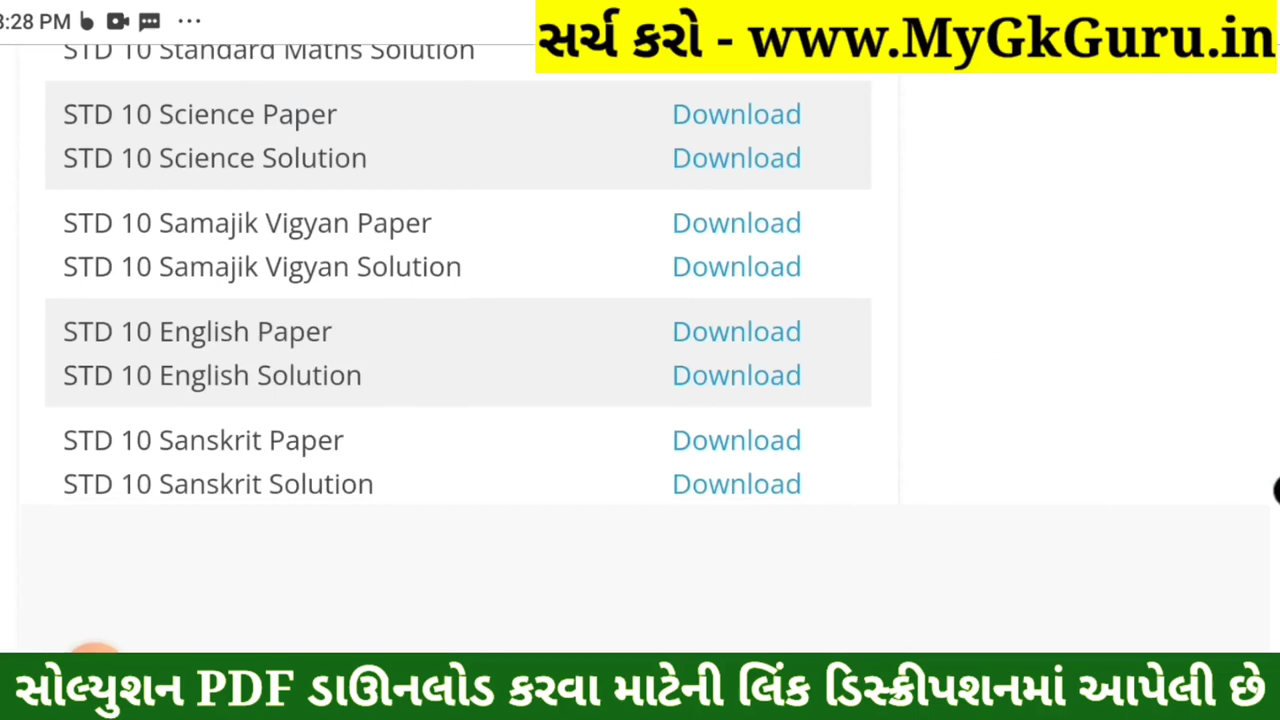 3:28 PM
સર્ચ કરો - www.MyGkGuru.in
STD 10 Standard Maths Solution
STD 10 Science Paper Download
STD 10 Science Solution Download
STD 10 Samajik Vigyan Paper Download
STD 10 Samajik Vigyan Solution Download
STD 10 English Paper Download
STD 10 English Solution Download
STD 10 Sanskrit Paper Download
STD 10 Sanskrit Solution Download
સોલ્યુશન PDF ડાઊનલોડ કરવા માટેની લિંક ડિસ્ક્રીપશનમાં આપેલી છે